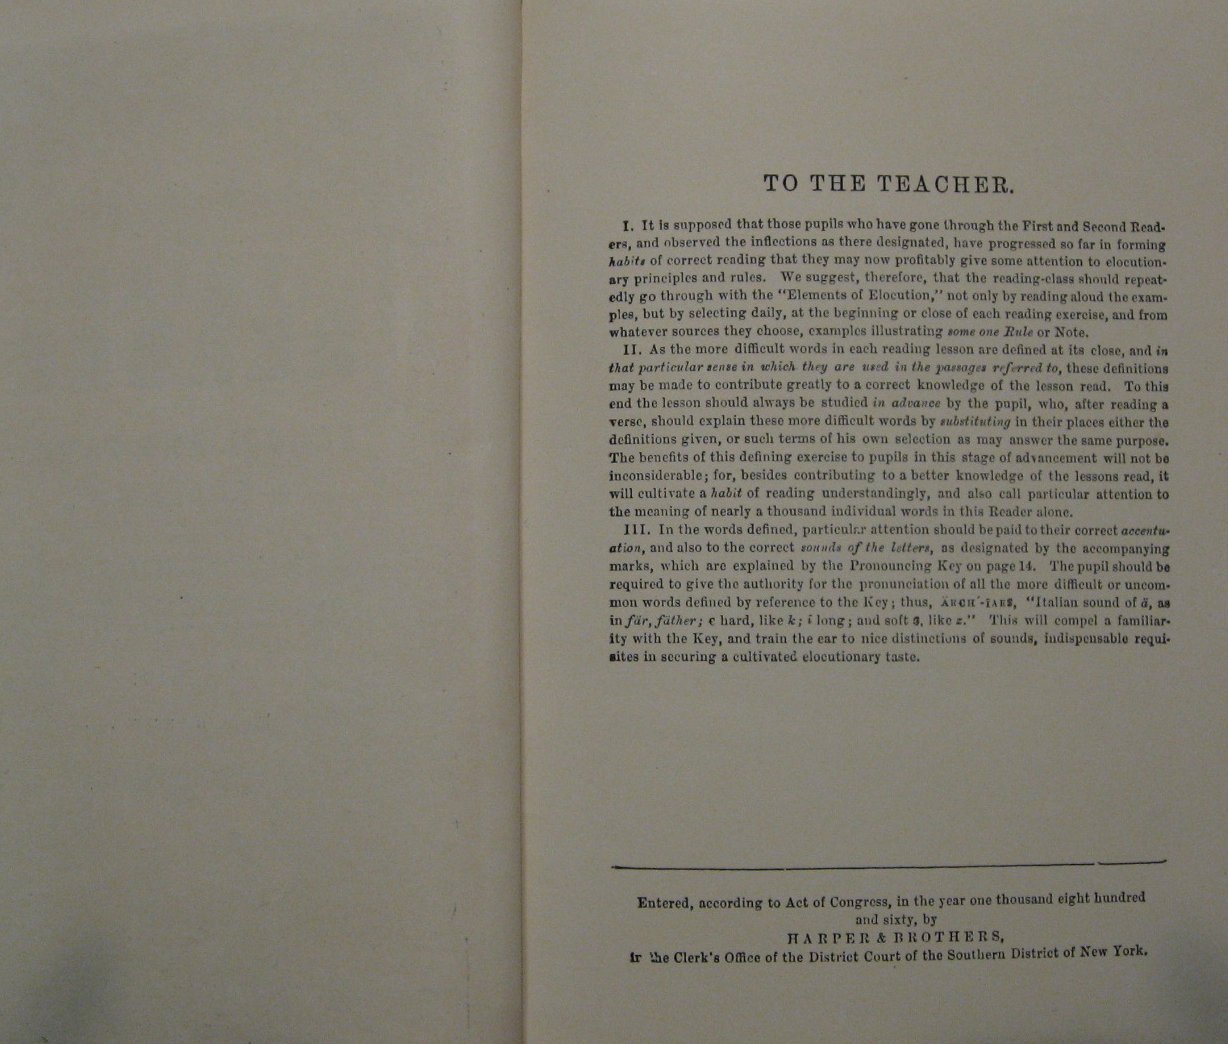 TO THE TEACHER.
I. It is supposed that those pupils who have gone through the First and Second Read-
ers, and observed the inflections as there designated, have progressed so far in forming
habits of correct reading that they may now profitably give some attention to elocution-
ary principles and rules. We suggest, therefore, that the reading-class should repeat-
edly go through with the "Elements of Elocution," not only by reading aloud the exam-
ples, but by selecting daily, at the beginning or close of each reading exercise, and from
whatever sources they choose, examples illustrating some one Rule or Note.
II. As the more difficult words in each reading lesson are defined at its close, and in
that particular sense in which they are used in the passages referred to, these definitions
may be made to contribute greatly to a correct knowledge of the lesson read. To this
end the lesson should always be studied in advance by the pupil, who, after reading a
verse, should explain these more difficult words by substituting in their places either the
definitions given, or such terms of his own selection as may answer the same purpose.
The benefits of this defining exercise to pupils in this stage of advancement will not be
inconsiderable; for, besides contributing to a better knowledge of the lessons read, it
will cultivate a habit of reading understandingly, and also call particular attention to
the meaning of nearly a thousand individual words in this Reader alone.
III. In the words defined, particular attention should be paid to their correct accentu-
ation, and also to the correct sounds of the letters, as designated by the accompanying
marks, which are explained by the Pronouncing Key on page 14. The pupil should be
required to give the authority for the pronunciation of all the more difficult or uncom-
mon words defined by reference to the Key; thus, "Italian sound of ä, as
in fär, fäther; c hard, like k; ī long; and soft s, like z." This will compel a familiar-
ity with the Key, and train the ear to nice distinctions of sounds, indispensable requi-
sites in securing a cultivated elocutionary taste.
Entered, according to Act of Congress, in the year one thousand eight hundred
and sixty, by
HARPER & BROTHERS,
Ir the Clerk's Office of the District Court of the Southern District of New York.